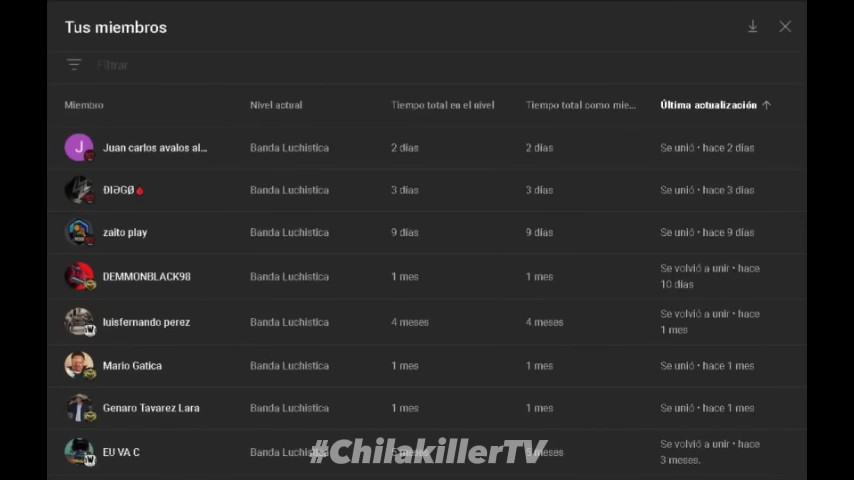 Tus miembros
Filtrar
Miembro Nivel actual Tiempo total en el nivel Tiempo total como mie... Última actualización
J Juan carlos avalos al... Banda Luchistica 2 días 2 días Se unió • hace 2 días
ĐIƏGØ Banda Luchistica 3 días 3 días Se unió • hace 3 días
zaito play Banda Luchistica 9 días 9 días Se unió • hace 9 días
DEMMONBLACK98 Banda Luchistica 1 mes 1 mes Se volvió a unir • hace
10 días
luisfernando perez Banda Luchistica 4 meses 4 meses Se volvió a unir • hace
1 mes
Mario Gatica Banda Luchistica 1 mes 1 mes Se unió • hace 1 mes
Genaro Tavarez Lara Banda Luchistica 1 mes 1 mes Se unió • hace 1 mes
EU VA C Banda Luchistica meses meses Se volvió a unir • hace
3 meses.
#ChilakillerTV